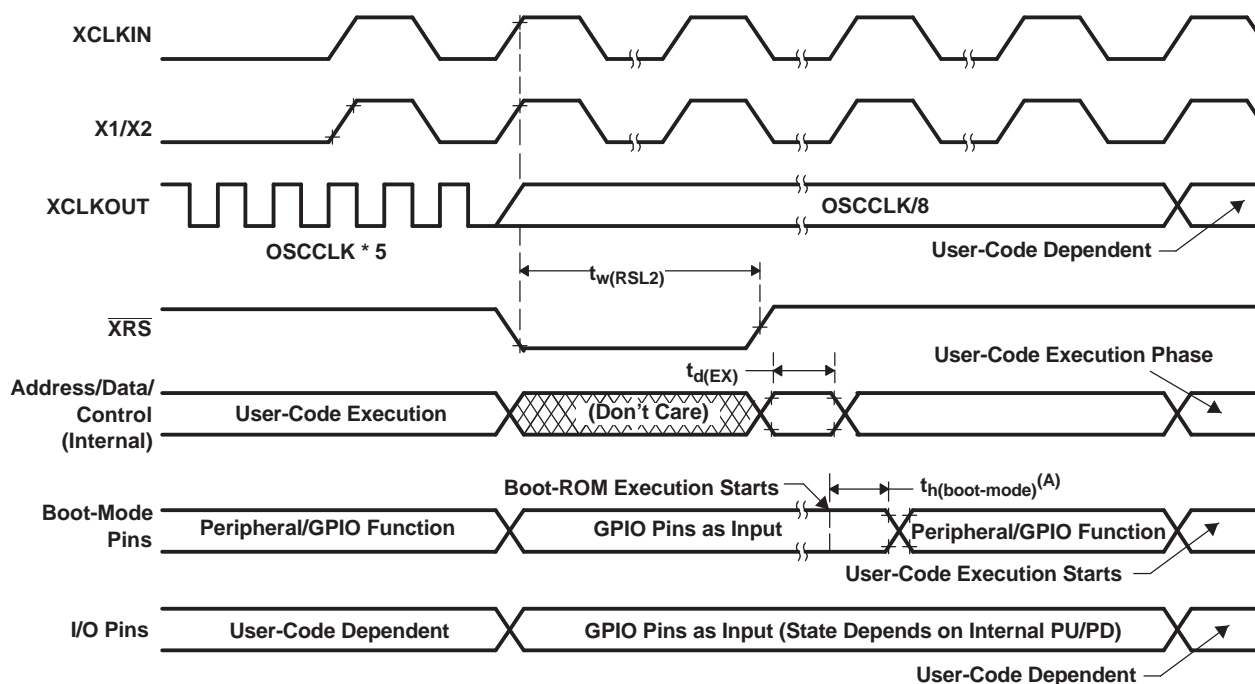 XCLKIN
X1/X2
XCLKOUT
OSCCLK/8
OSCCLK * 5
User-Code Dependent
tw(RSL2)
XRS
User-Code Execution Phase
td(EX)
Address/Data/
Control
(Internal)
User-Code Execution
(Don't Care)
Boot-ROM Execution Starts
th(boot-mode)(A)
Boot-Mode
Pins
Peripheral/GPIO Function
GPIO Pins as Input
Peripheral/GPIO Function
User-Code Execution Starts
I/O Pins
User-Code Dependent
GPIO Pins as Input (State Depends on Internal PU/PD)
User-Code Dependent